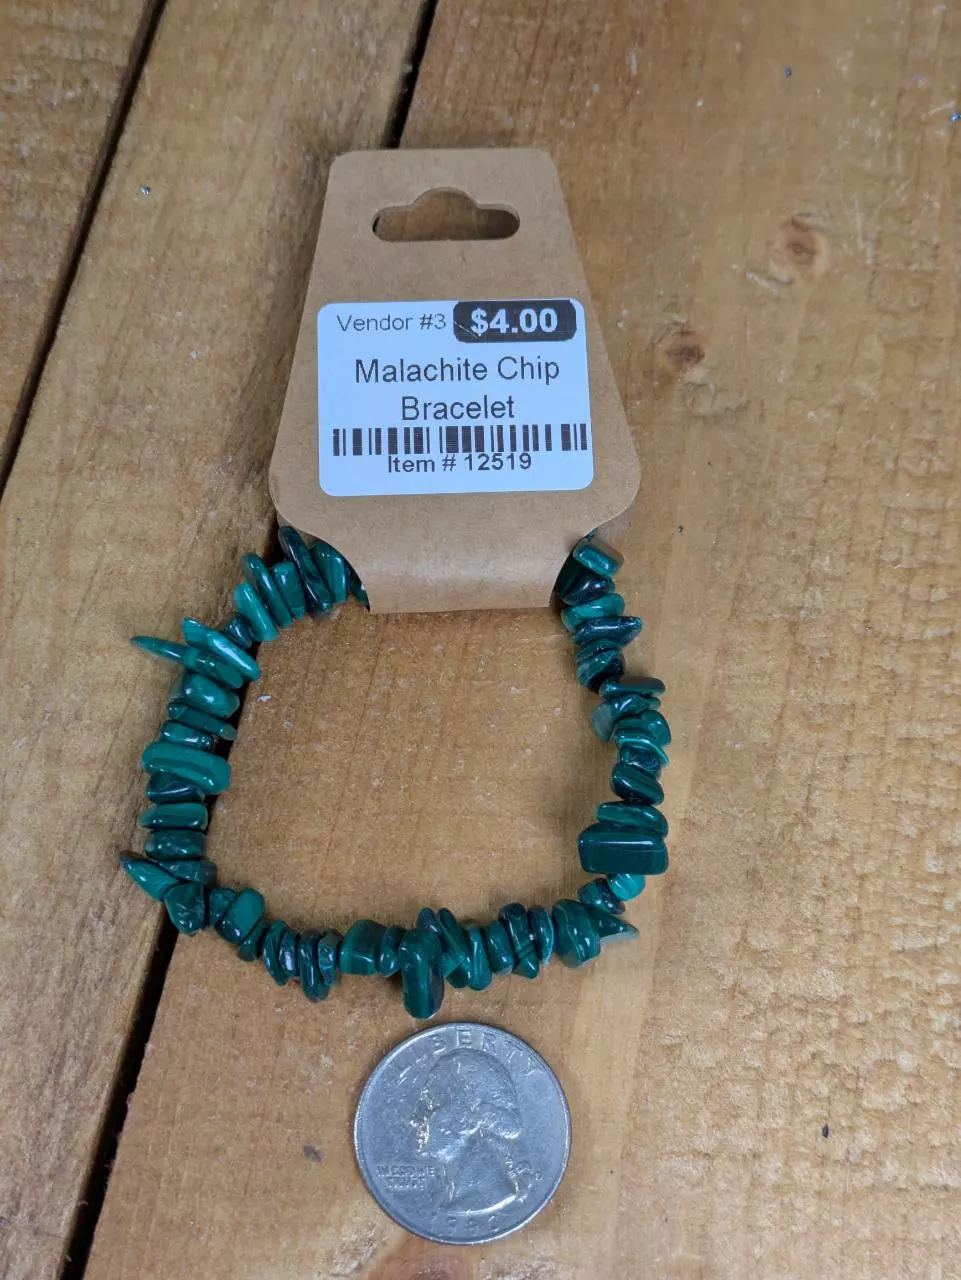 Vendor #3 $4.00
Malachite Chip
Bracelet
Item # 12519
LIBERTY
IN GOD WE
TRUST